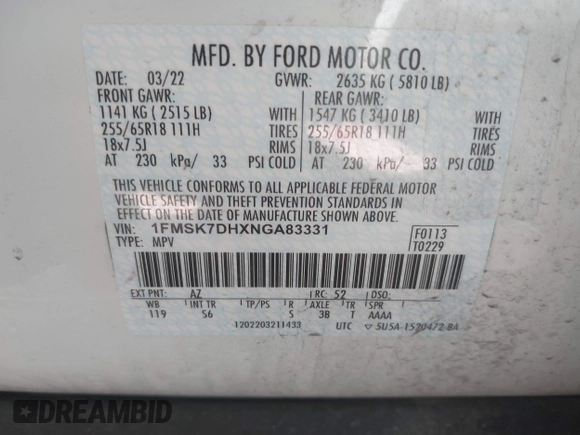 MFD. BY FORD MOTOR CO.
DATE: 03/22 GVWR: 2635 KG ( 5810 LB)
FRONT GAWR: REAR GAWR:
1141 KG ( 2515 LB) WITH 1547 KG ( 3410 LB) WITH
255/65R18 111H TIRES 255/65R18 111H TIRES
18x7.5J RIMS 18x7.5J RIMS
AT 230 kPa/ 33 PSI COLD AT 230 kPa/ 33 PSI COLD
THIS VEHICLE CONFORMS TO ALL APPLICABLE FEDERAL MOTOR
VEHICLE SAFETY AND THEFT PREVENTION STANDARDS IN
EFFECT ON THE DATE OF MANUFACTURE SHOWN ABOVE.
VIN: 1FMSK7DHXNGA83331 F0113
TYPE: MPV T0229
EXT PNT: AZ RC: 52 DSO:
WB INT TR TP/PS R AXLE TR SPR
119 S6 S 3B T AAAA
1202203211433 UTC 5U5A-1520472-BA
DREAMBID